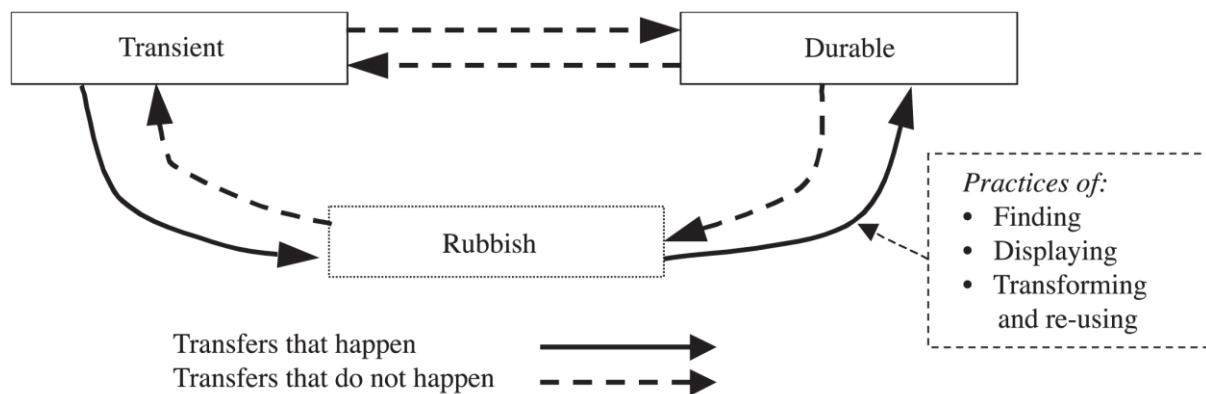 Transient
Durable
Rubbish
Practices of:
• Finding
• Displaying
• Transforming
and re-using
Transfers that happen
Transfers that do not happen